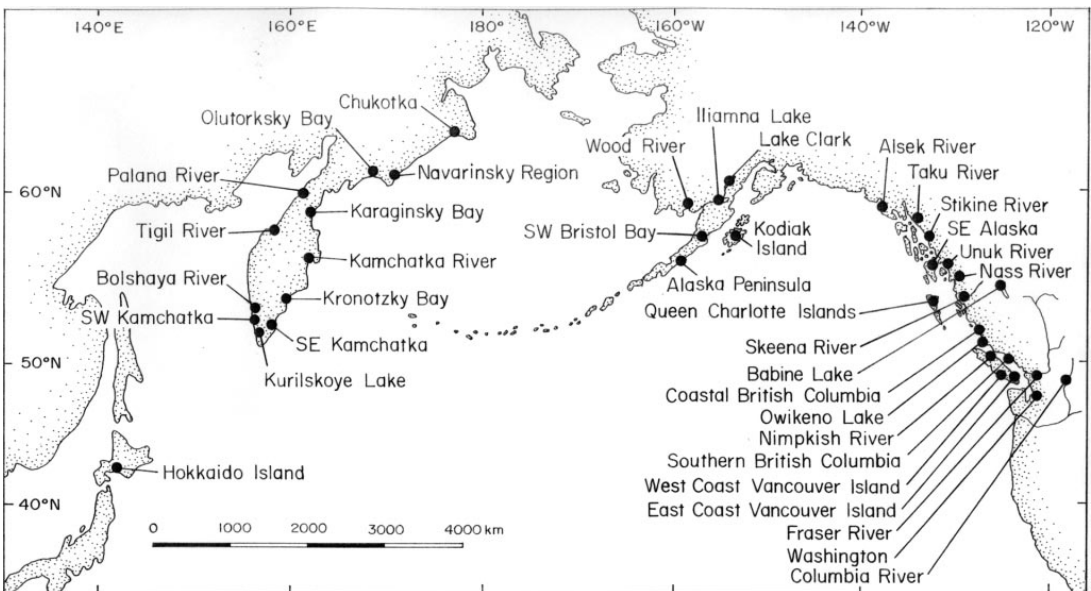 140°E
160°E
180°
160°W
140°W
120°W
Chukotka
Olutorksky Bay
Iliamna Lake
Lake Clark
Wood River
Alsek River
Palana River
Navarinsky Region
Taku River
60°N
60°N
Karaginsky Bay
Stikine River
Tigil River
SW Bristol Bay
Kodiak
Island
SE Alaska
Unuk River
Kamchatka River
Nass River
Bolshaya River
Alaska Peninsula
Kronotzky Bay
Queen Charlotte Islands
SW Kamchatka
SE Kamchatka
Skeena River
50°N
50°N
Kurilskoye Lake
Babine Lake
Coastal British Columbia
Owikeno Lake
Nimpkish River
Southern British Columbia
Hokkaido Island
West Coast Vancouver Island
40°N
40°N
East Coast Vancouver Island
0 1000 2000 3000 4000 km
Fraser River
Washington
Columbia River